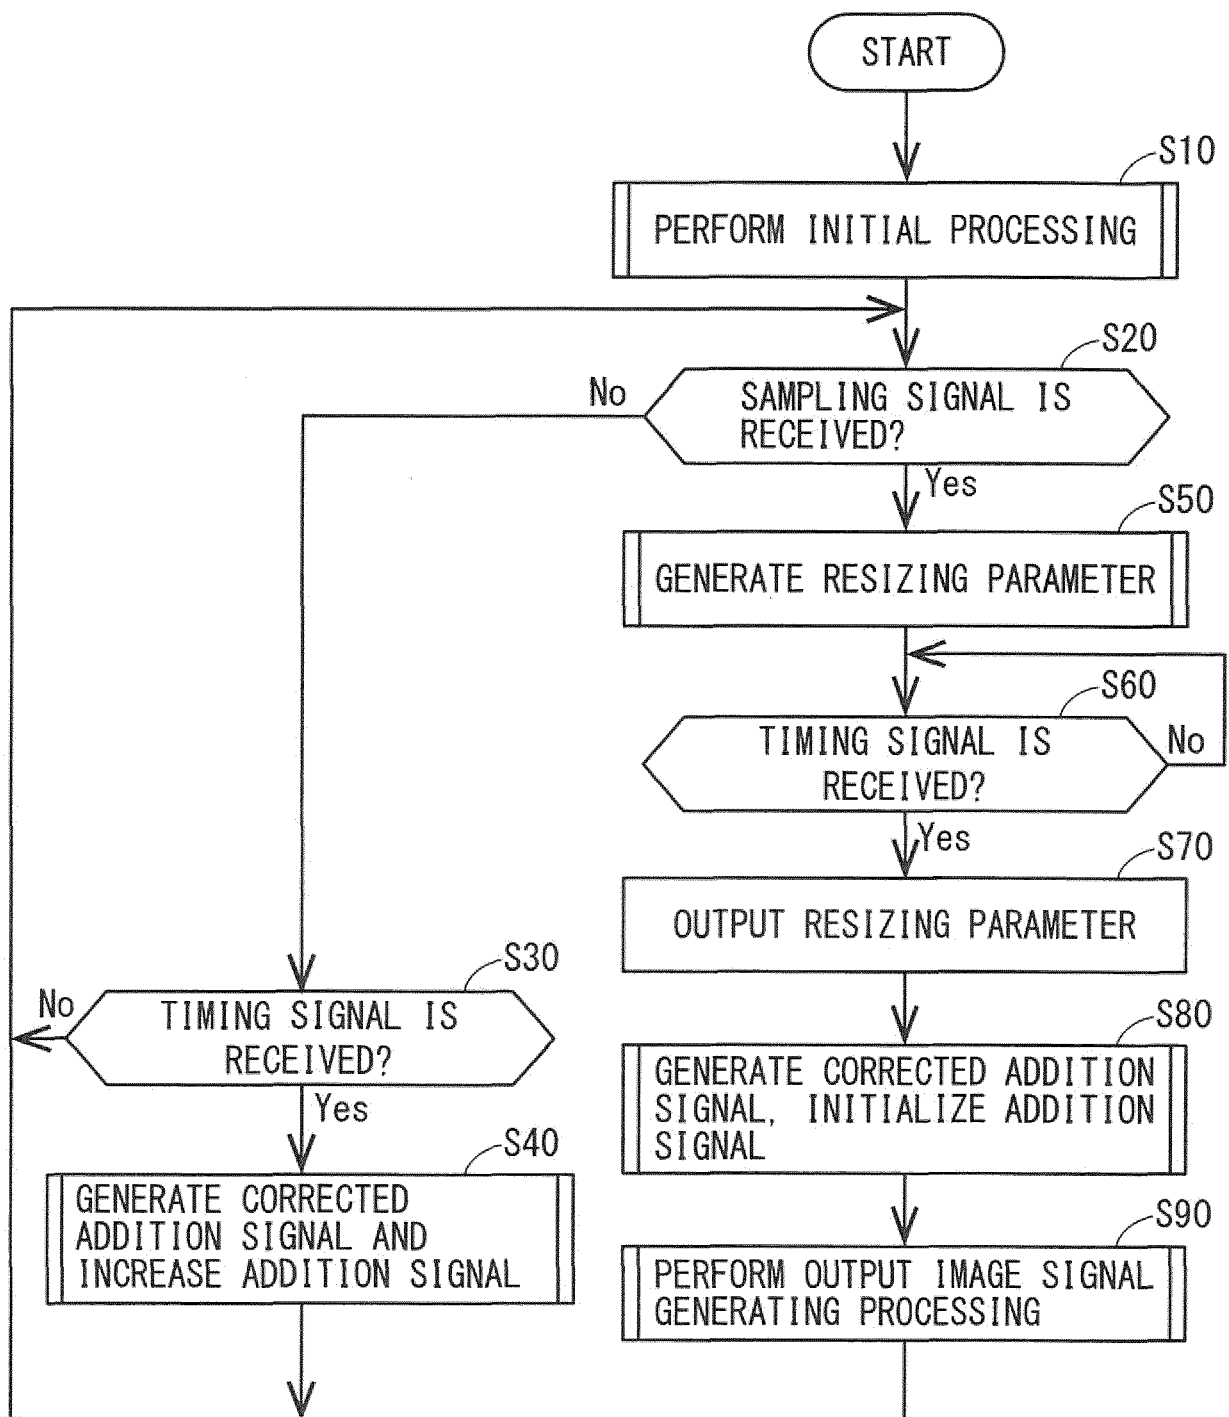 START
S10
PERFORM INITIAL PROCESSING
S20
No
SAMPLING SIGNAL IS
RECEIVED?
Yes
S50
GENERATE RESIZING PARAMETER
S60
TIMING SIGNAL IS
RECEIVED?
No
Yes
S70
OUTPUT RESIZING PARAMETER
S30
No
TIMING SIGNAL IS
RECEIVED?
Yes
S40
GENERATE CORRECTED
ADDITION SIGNAL AND
INCREASE ADDITION SIGNAL
S80
GENERATE CORRECTED ADDITION
SIGNAL, INITIALIZE ADDITION
SIGNAL
S90
PERFORM OUTPUT IMAGE SIGNAL
GENERATING PROCESSING